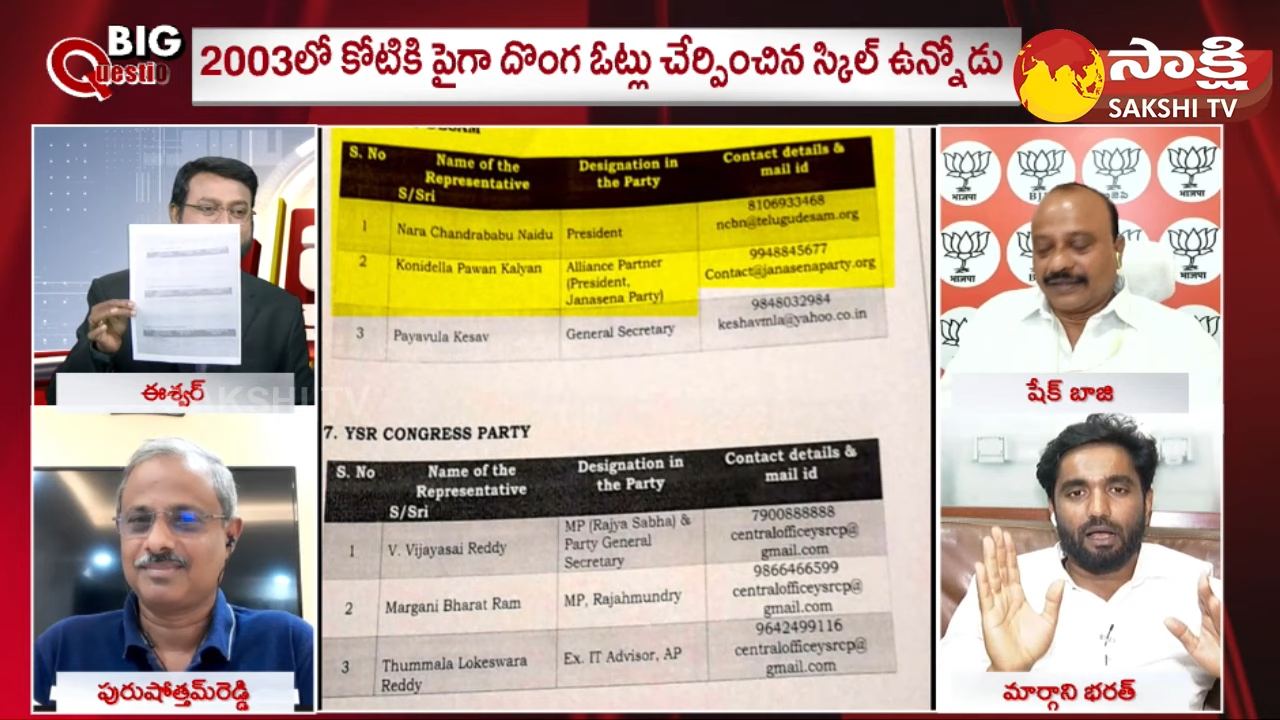 BIG
Questio
2003లో కోటికి పైగా దొంగ ఓట్లు చేర్పించిన స్కిల్ ఉన్నోడు
సాక్షి
SAKSHI TV
S. No
Name of the Representative S/Sri
Designation in the Party
Contact details & mail id
1
Nara Chandrababu Naidu
President
8106933468
ncbn@telugudesam.org
2
Konidella Pawan Kalyan
Alliance Partner
(President,
Janasena Party)
9948845677
Contact@janasenaparty.org
3
Payavula Kesav
General Secretary
9848032984
keshavmla@yahoo.co.in
7. YSR CONGRESS PARTY
S. No
Name of the Representative S/Sri
Designation in the Party
Contact details & mail id
1
V. Vijayasai Reddy
MP (Rajya Sabha) &
Party General
Secretary
7900888888
centralofficeysrcp@
gmail.com
2
Margani Bharat Ram
MP, Rajahmundry
9866466599
centralofficeysrcp@
gmail.com
3
Thummala Lokeswara
Reddy
Ex. IT Advisor, AP
9642499116
centralofficeysrcp@
gmail.com
ఈశ్వర్
షేక్ బాజి
పురుషోత్తమ్‌రెడ్డి
మార్గాని భరత్
భాజపా
భాజపా
భాజపా
SAKSHI TV